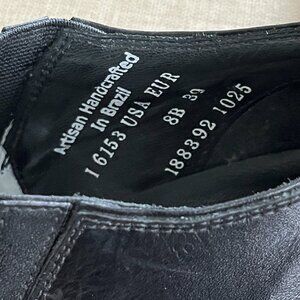 Artisan Handcrafted
In Brazil
I 6153 USA EUR
8B 39
188392 1025